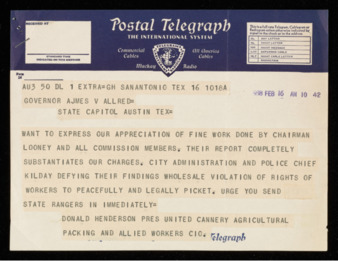 Postal Telegraph
THE INTERNATIONAL SYSTEM
Commercial Cables
All America Cables
Mackay Radio
AU3 50 DL 1 EXTRA=GH SANANTONIO TEX 16 1018A
1938 FEB 16 AM 10 42
GOVERNOR AJMES V ALLRED=
STATE CAPITOL AUSTIN TEX=
WANT TO EXPRESS OUR APPRECIATION OF FINE WORK DONE BY CHAIRMAN
LOONEY AND ALL COMMISSION MEMBERS. THEIR REPORT COMPLETELY
SUBSTANTIATES OUR CHARGES. CITY ADMINISTRATION AND POLICE CHIEF
KILDAY DEFYING THEIR FINDINGS WHOLESALE VIOLATION OF RIGHTS OF
WORKERS TO PEACEFULLY AND LEGALLY PICKET. URGE YOU SEND
STATE RANGERS IN IMMEDIATELY=
DONALD HENDERSON PRES UNITED CANNERY AGRICULTURAL
PACKING AND ALLIED WORKERS CIO.
Telegraph